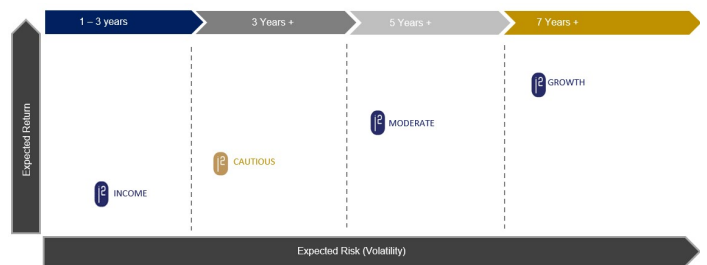 1 – 3 years
3 Years +
5 Years +
7 Years +
Expected Return
GROWTH
MODERATE
CAUTIOUS
INCOME
Expected Risk (Volatility)